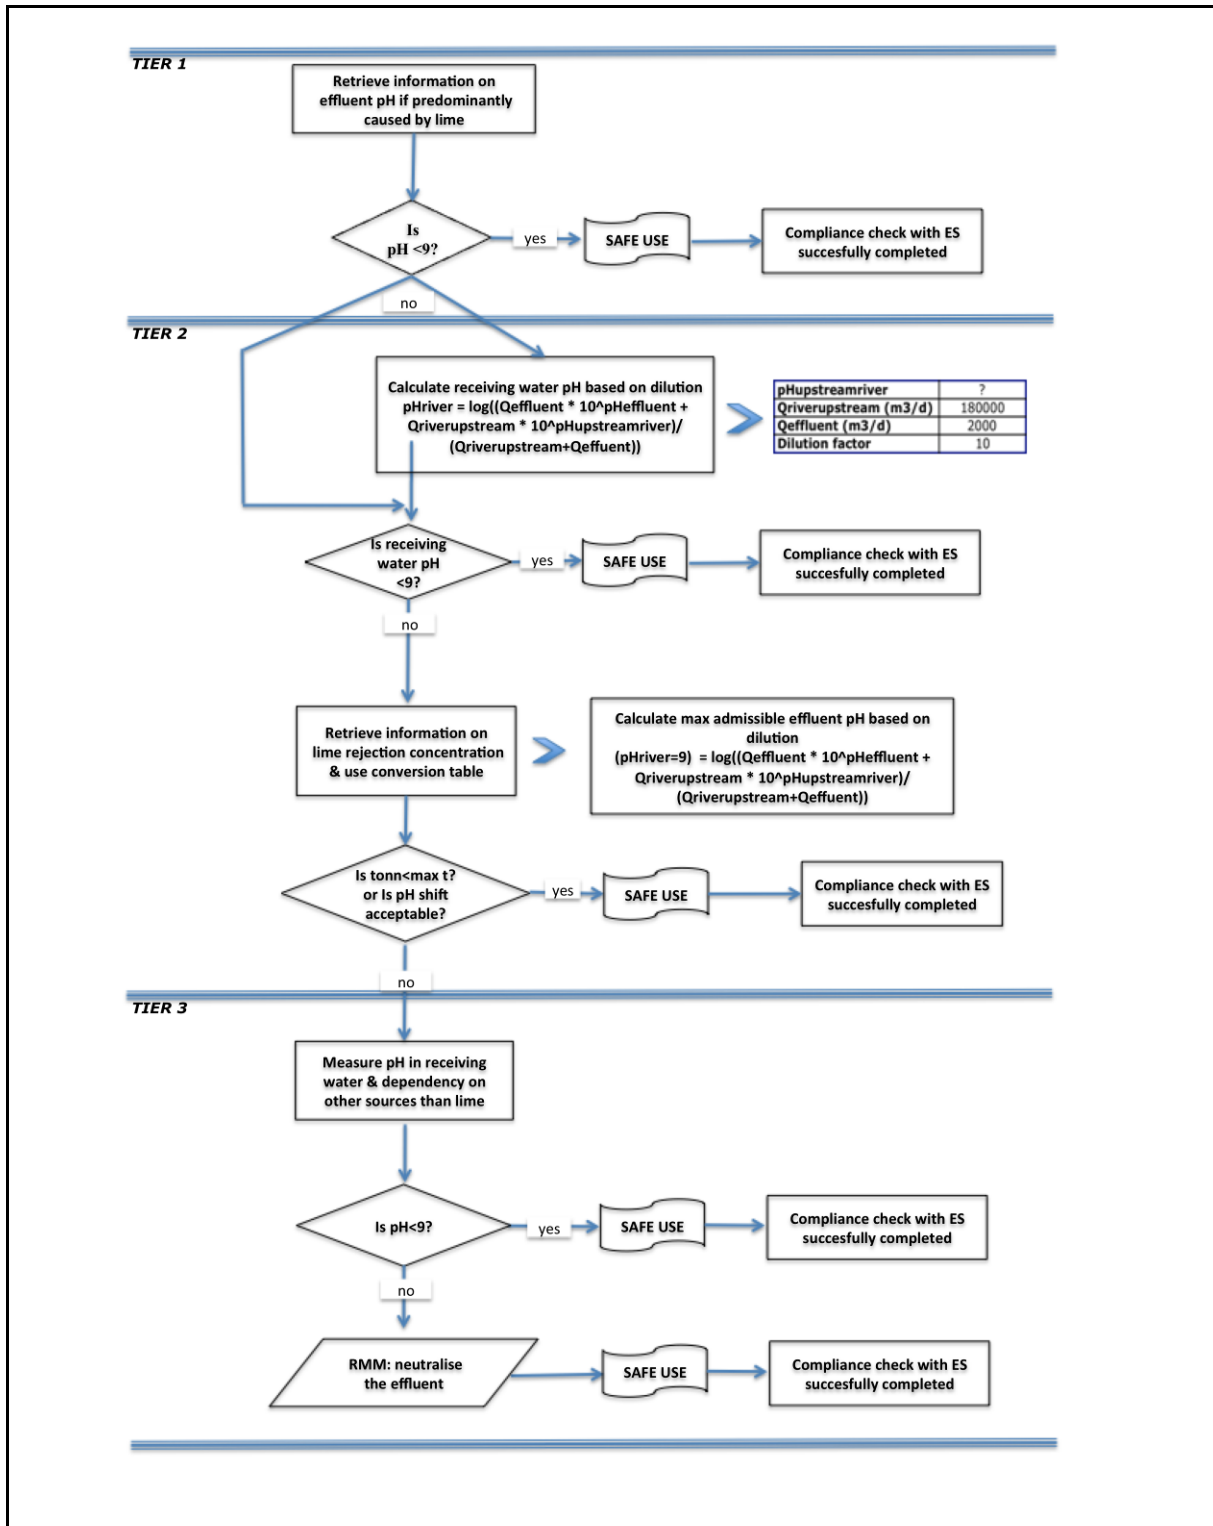 TIER 1
Retrieve information on
effluent pH if predominantly
caused by lime
Is
pH <9?
yes
SAFE USE
Compliance check with ES
succesfully completed
no
TIER 2
Calculate receiving water pH based on dilution
pHriver = log((Qeffluent * 10^pHeffluent +
Qriverupstream * 10^pHupstreamriver)/
(Qriverupstream+Qeffuent))
pHupstreamriver ?
Qriverupstream (m3/d) 180000
Qeffluent (m3/d) 2000
Dilution factor 10
Is receiving
water pH
<9?
yes
SAFE USE
Compliance check with ES
succesfully completed
no
Retrieve information on
lime rejection concentration
& use conversion table
Calculate max admissible effluent pH based on
dilution
(pHriver=9) = log((Qeffluent * 10^pHeffluent +
Qriverupstream * 10^pHupstreamriver)/
(Qriverupstream+Qeffuent))
Is tonn<max t?
or Is pH shift
acceptable?
yes
SAFE USE
Compliance check with ES
succesfully completed
no
TIER 3
Measure pH in receiving
water & dependency on
other sources than lime
Is pH<9?
yes
SAFE USE
Compliance check with ES
succesfully completed
no
RMM: neutralise
the effluent
SAFE USE
Compliance check with ES
succesfully completed